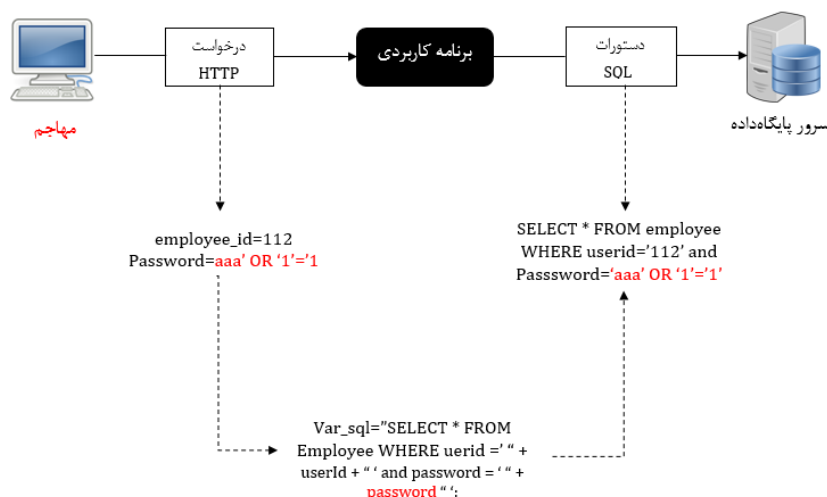 درخواست
HTTP
برنامه کاربردی
دستورات
SQL
مهاجم
سرور پایگاه‌داده
employee_id=112
Password=aaa’ OR ‘1’=’1
SELECT * FROM employee
WHERE userid=’112’ and
Passsword=‘aaa’ OR ‘1’=’1’
Var_sql=”SELECT * FROM
Employee WHERE uerid =’ “ +
userId + “ ‘ and password = ‘ “ +
password “ ‘;